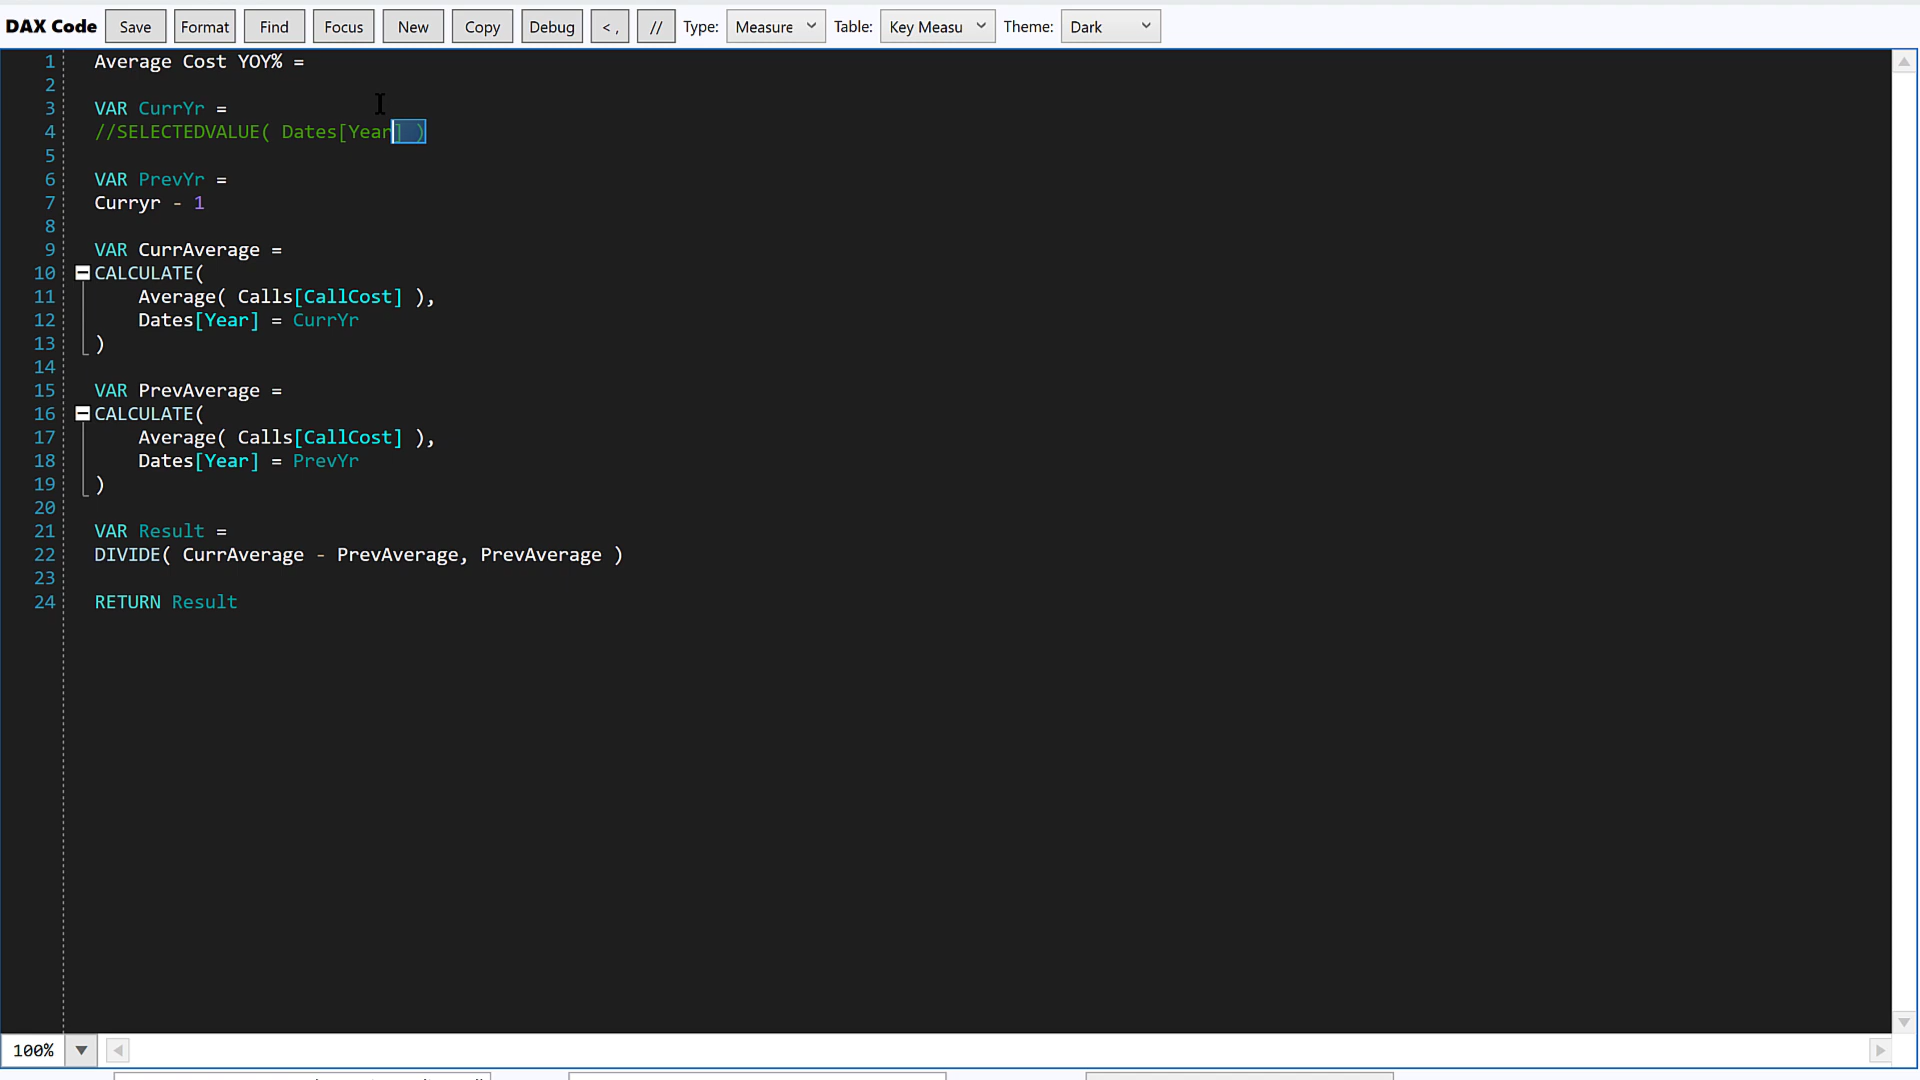 DAX Code Save Format Find Focus New Copy Debug < , // Type: Measure Table: Key Measu Theme: Dark
1 Average Cost YOY% =
2
3 VAR CurrYr =
4 //SELECTEDVALUE( Dates[Year] )
5
6 VAR PrevYr =
7 Curryr - 1
8
9 VAR CurrAverage =
10 CALCULATE(
11 Average( Calls[CallCost] ),
12 Dates[Year] = CurrYr
13 )
14
15 VAR PrevAverage =
16 CALCULATE(
17 Average( Calls[CallCost] ),
18 Dates[Year] = PrevYr
19 )
20
21 VAR Result =
22 DIVIDE( CurrAverage - PrevAverage, PrevAverage )
23
24 RETURN Result
100%